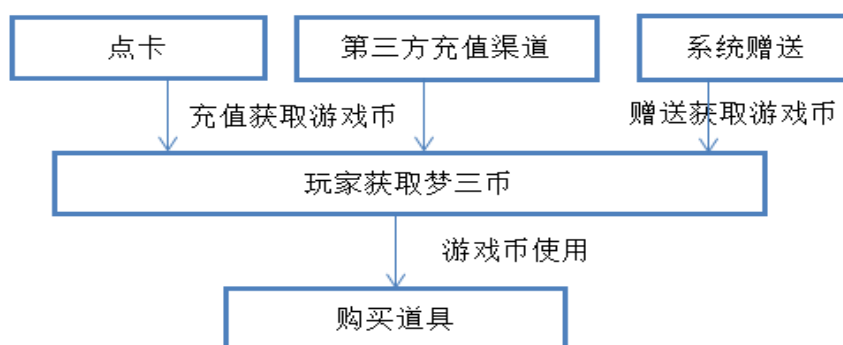 点卡
第三方充值渠道
系统赠送
充值获取游戏币
赠送获取游戏币
玩家获取梦三币
游戏币使用
购买道具